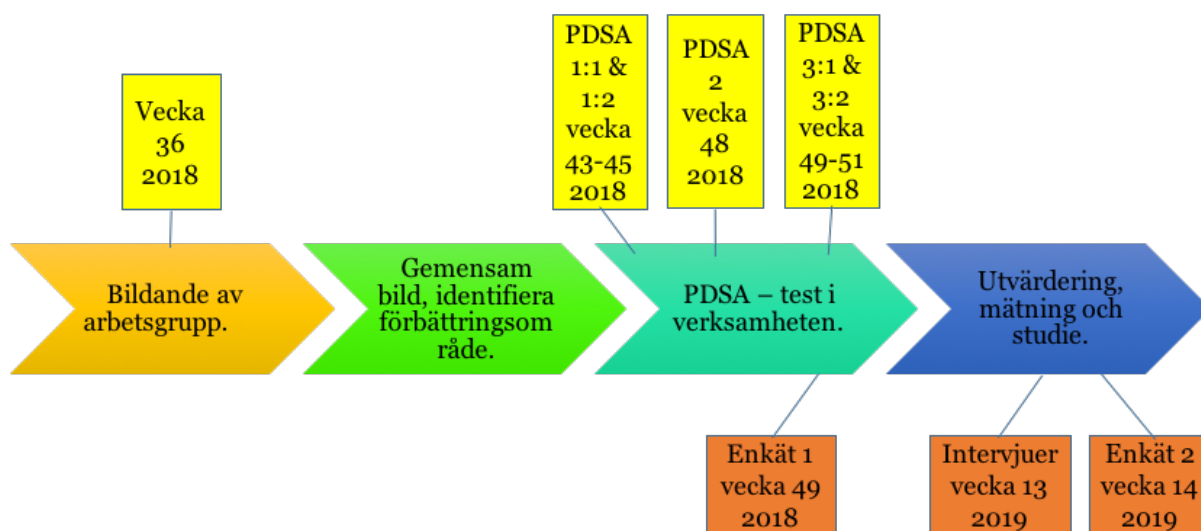 Vecka
36
2018
PDSA
1:1 &
1:2
vecka
43-45
2018
PDSA
2
vecka
48
2018
PDSA
3:1 &
3:2
vecka
49-51
2018
Bildande av
arbetsgrupp.
Gemensam
bild, identifiera
förbättringsom
råde.
PDSA – test i
verksamheten.
Utvärdering,
mätning och
studie.
Enkät 1
vecka 49
2018
Intervjuer
vecka 13
2019
Enkät 2
vecka 14
2019